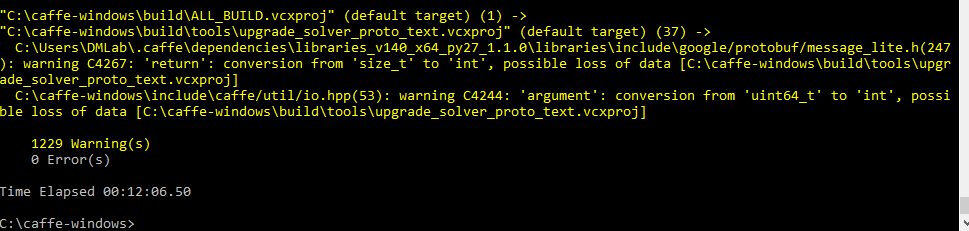 "C:\caffe-windows\build\ALL_BUILD.vcxproj" (default target) (1) ->
"C:\caffe-windows\build\tools\upgrade_solver_proto_text.vcxproj" (default target) (37) ->
  C:\Users\DMLab\.caffe\dependencies\libraries_v140_x64_py27_1.1.0\libraries\include\google/protobuf/message_lite.h(247
): warning C4267: 'return': conversion from 'size_t' to 'int', possible loss of data [C:\caffe-windows\build\tools\upgr
ade_solver_proto_text.vcxproj]
  C:\caffe-windows\include\caffe/util/io.hpp(53): warning C4244: 'argument': conversion from 'uint64_t' to 'int', possi
ble loss of data [C:\caffe-windows\build\tools\upgrade_solver_proto_text.vcxproj]
    1229 Warning(s)
    0 Error(s)
Time Elapsed 00:12:06.50
C:\caffe-windows>